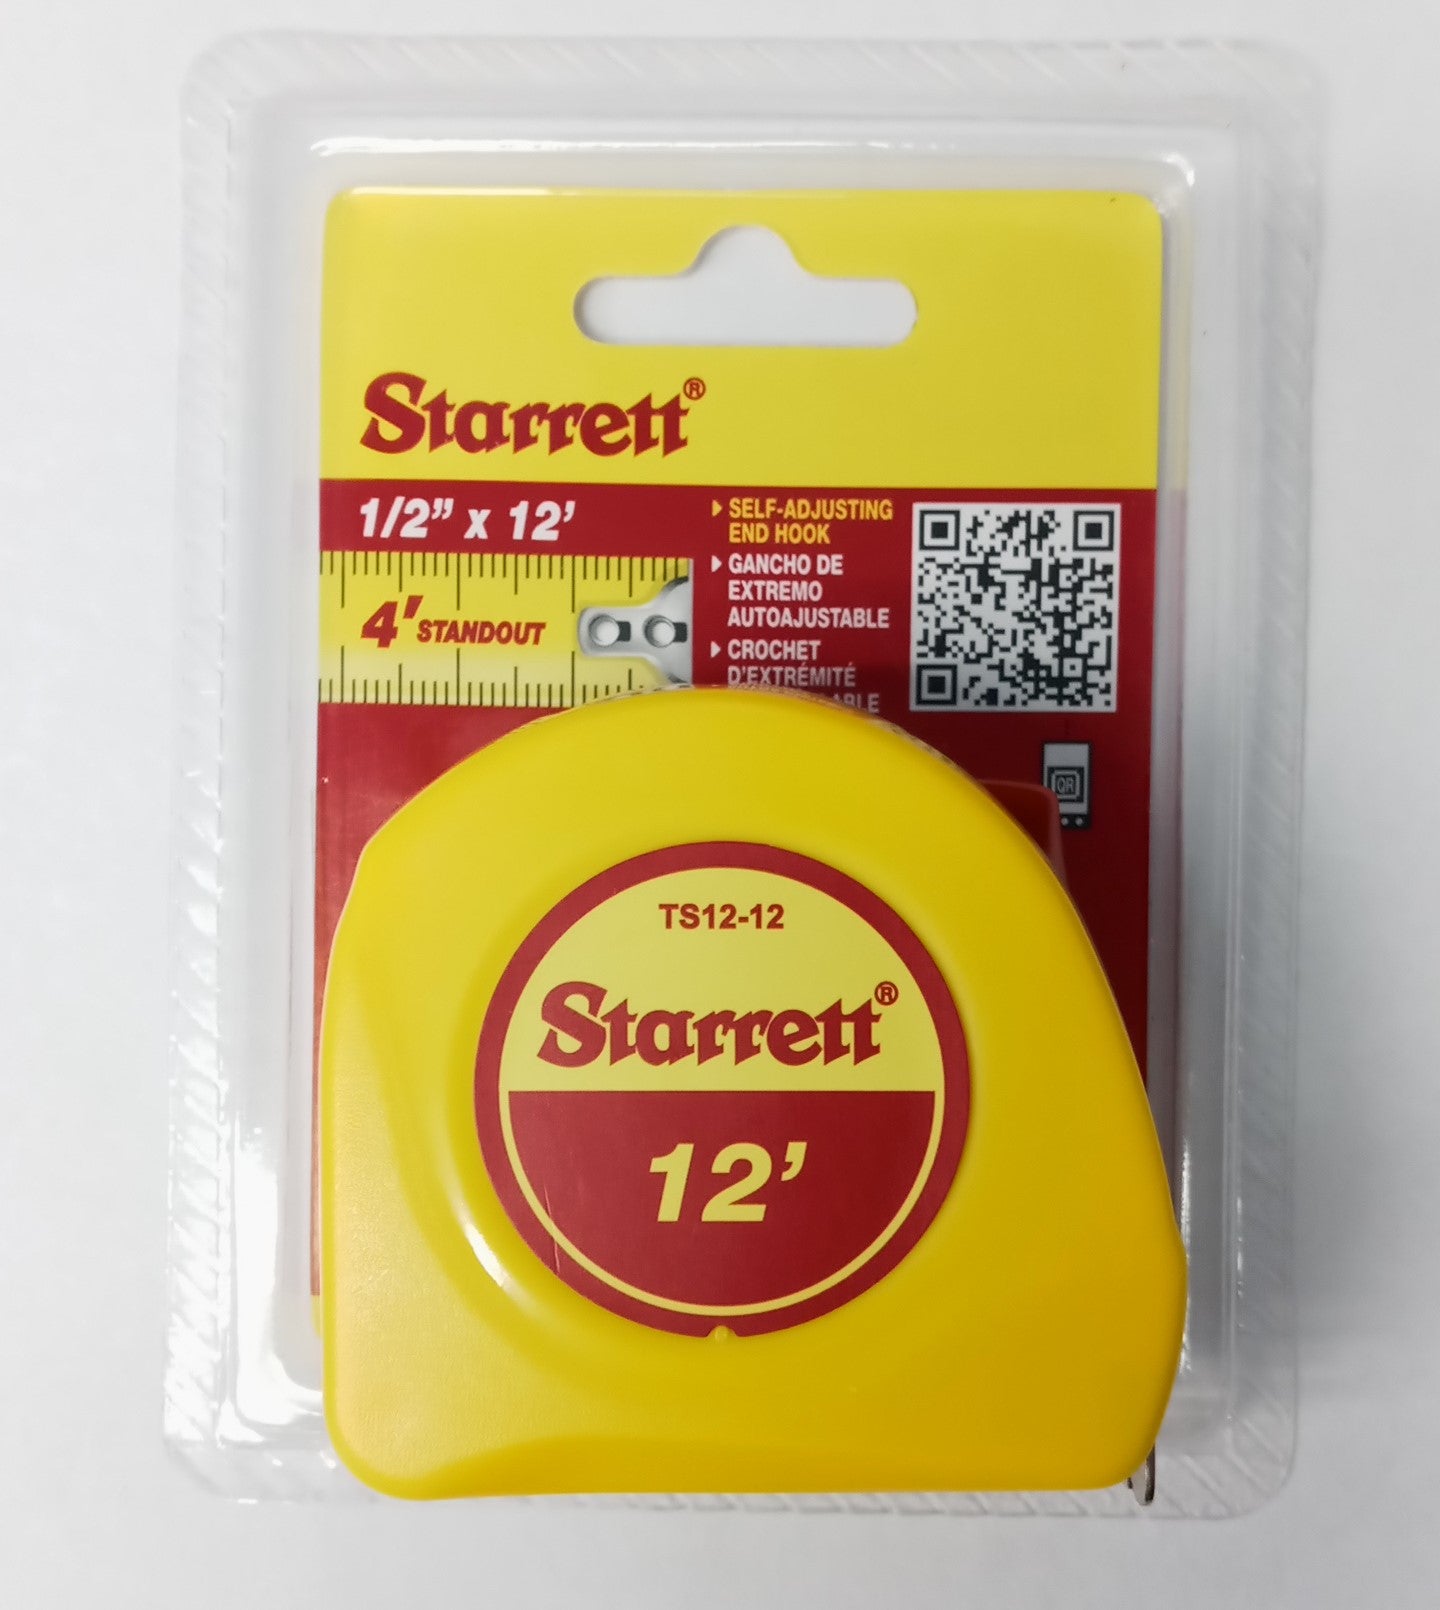 Starrett®
1/2” x 12’
4’ STANDOUT
SELF-ADJUSTING
END HOOK
GANCHO DE
EXTREMO
AUTOAJUSTABLE
CROCHET
D'EXTRÉMITÉ
QR
TS12-12
Starrett®
12’